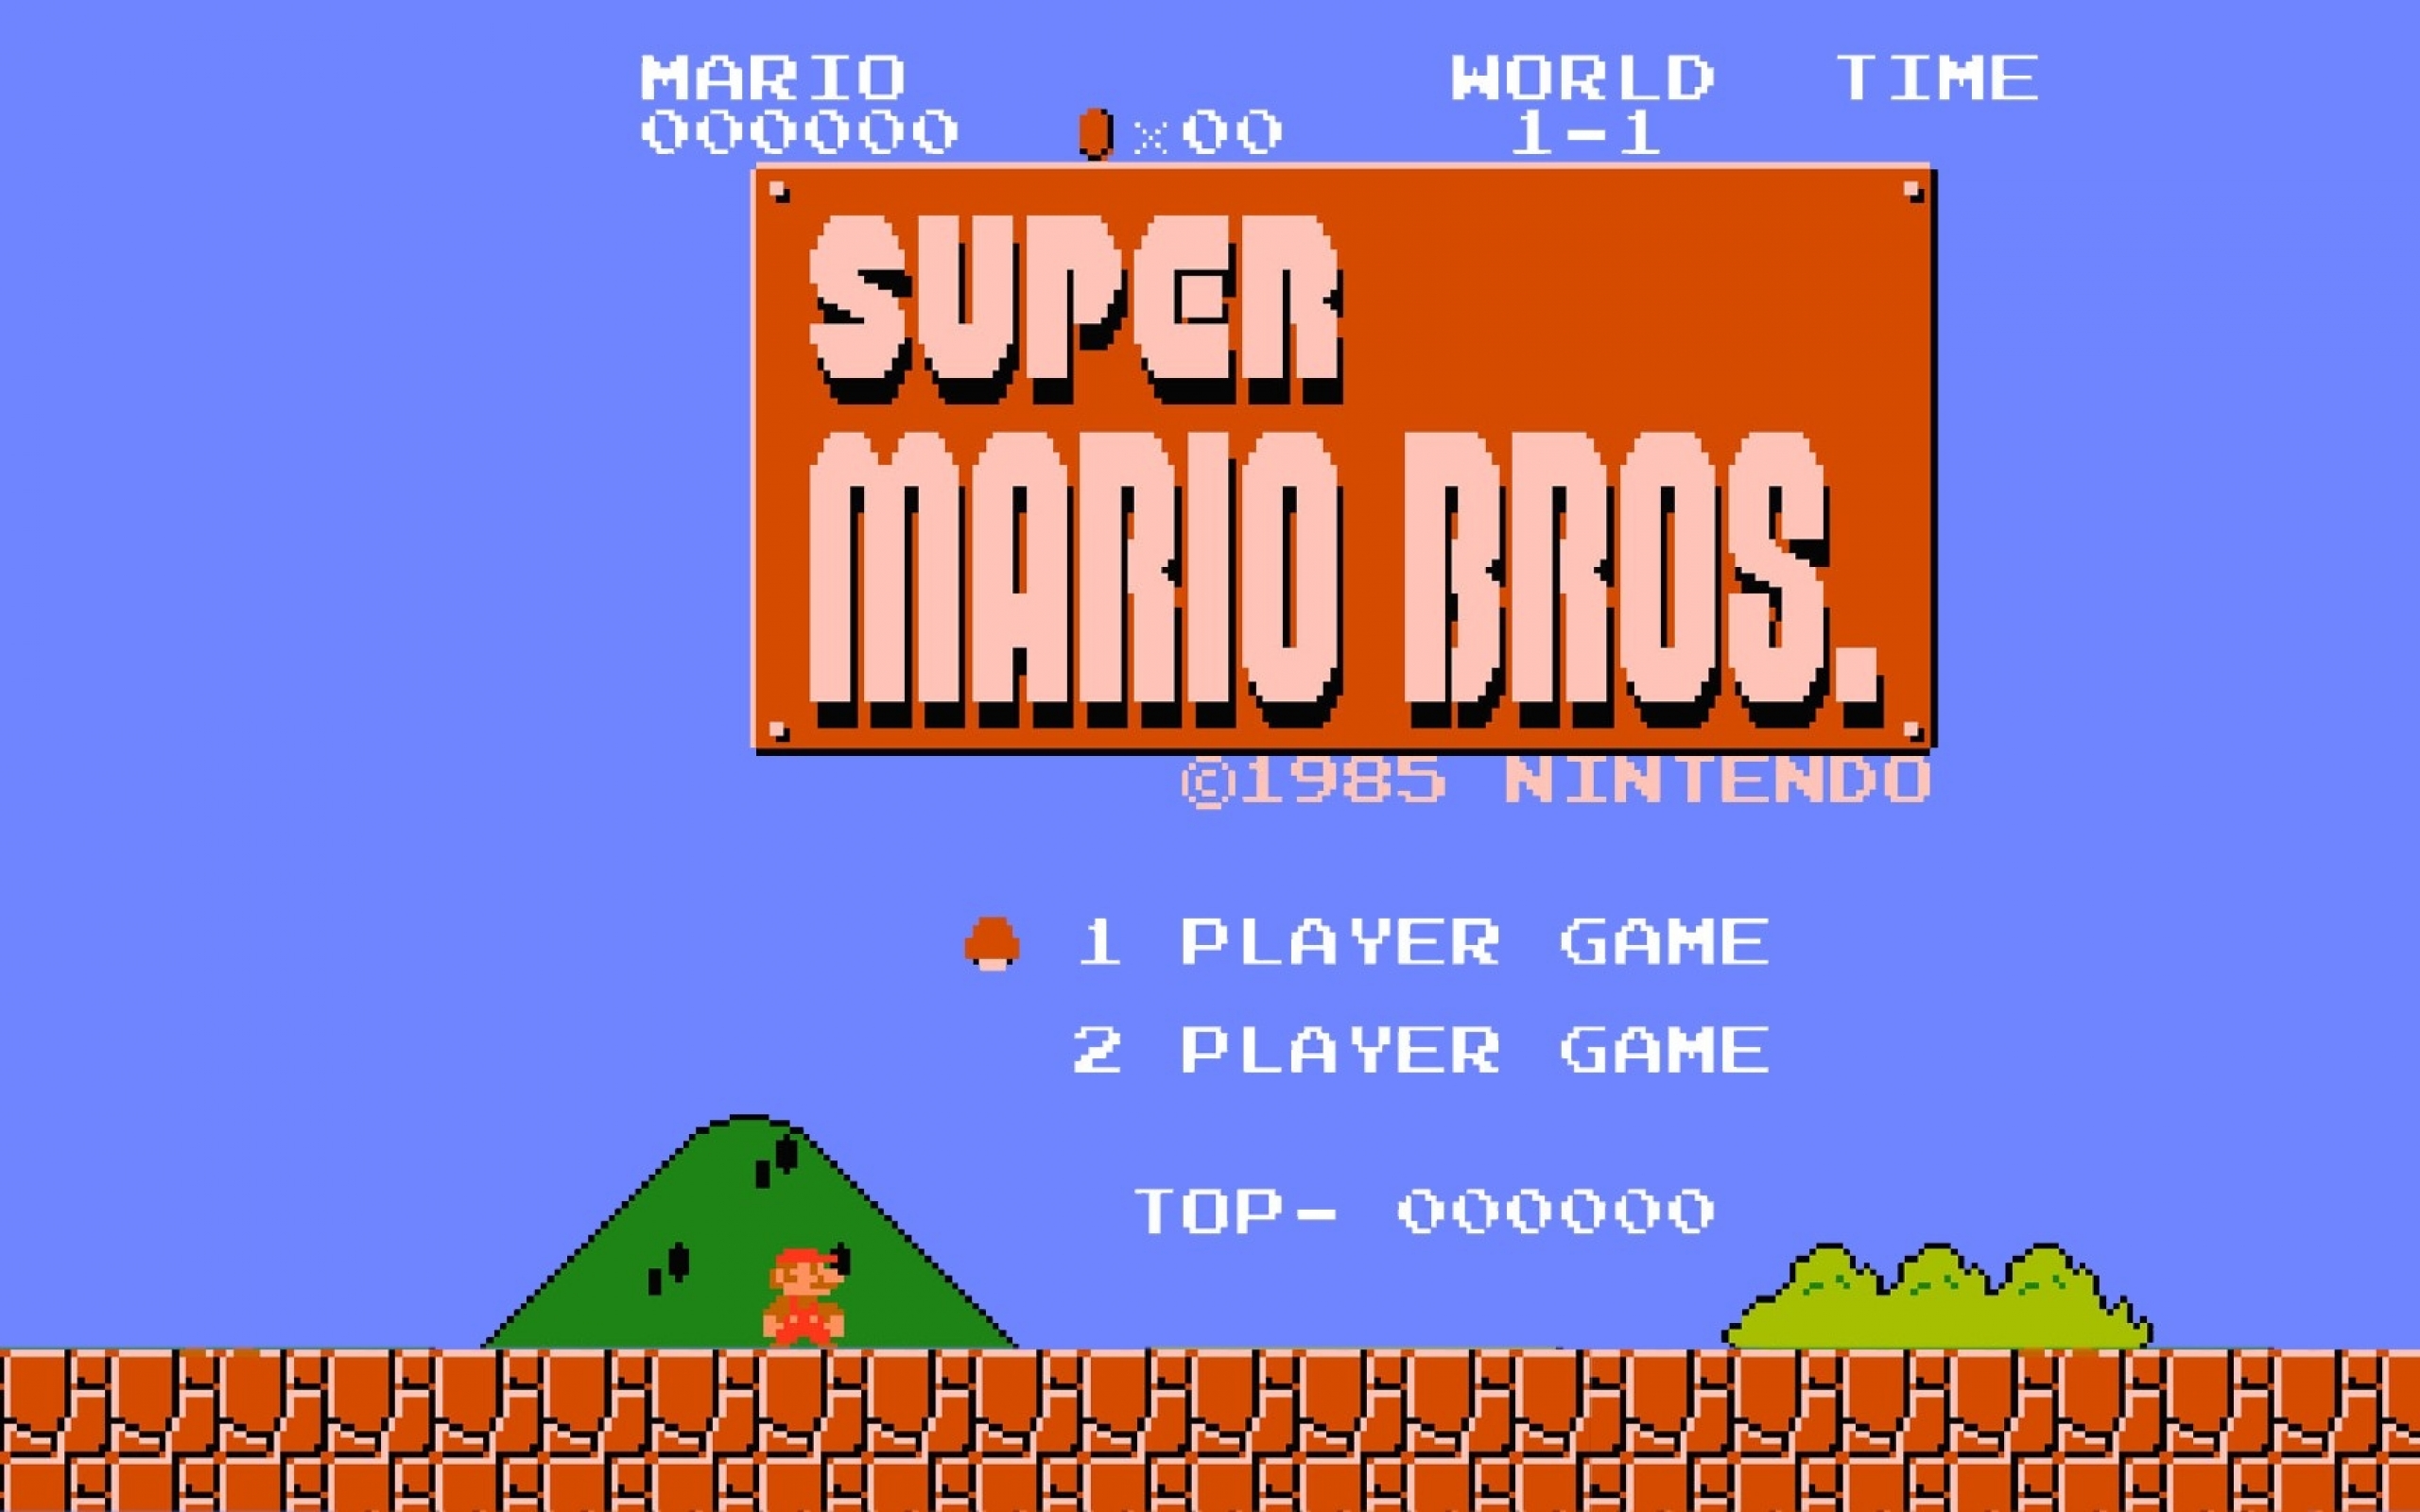 MARIO WORLD TIME
000000 ×00 1-1
SUPER
MARIO BROS.
©1985 NINTENDO
1 PLAYER GAME
2 PLAYER GAME
TOP- 000000